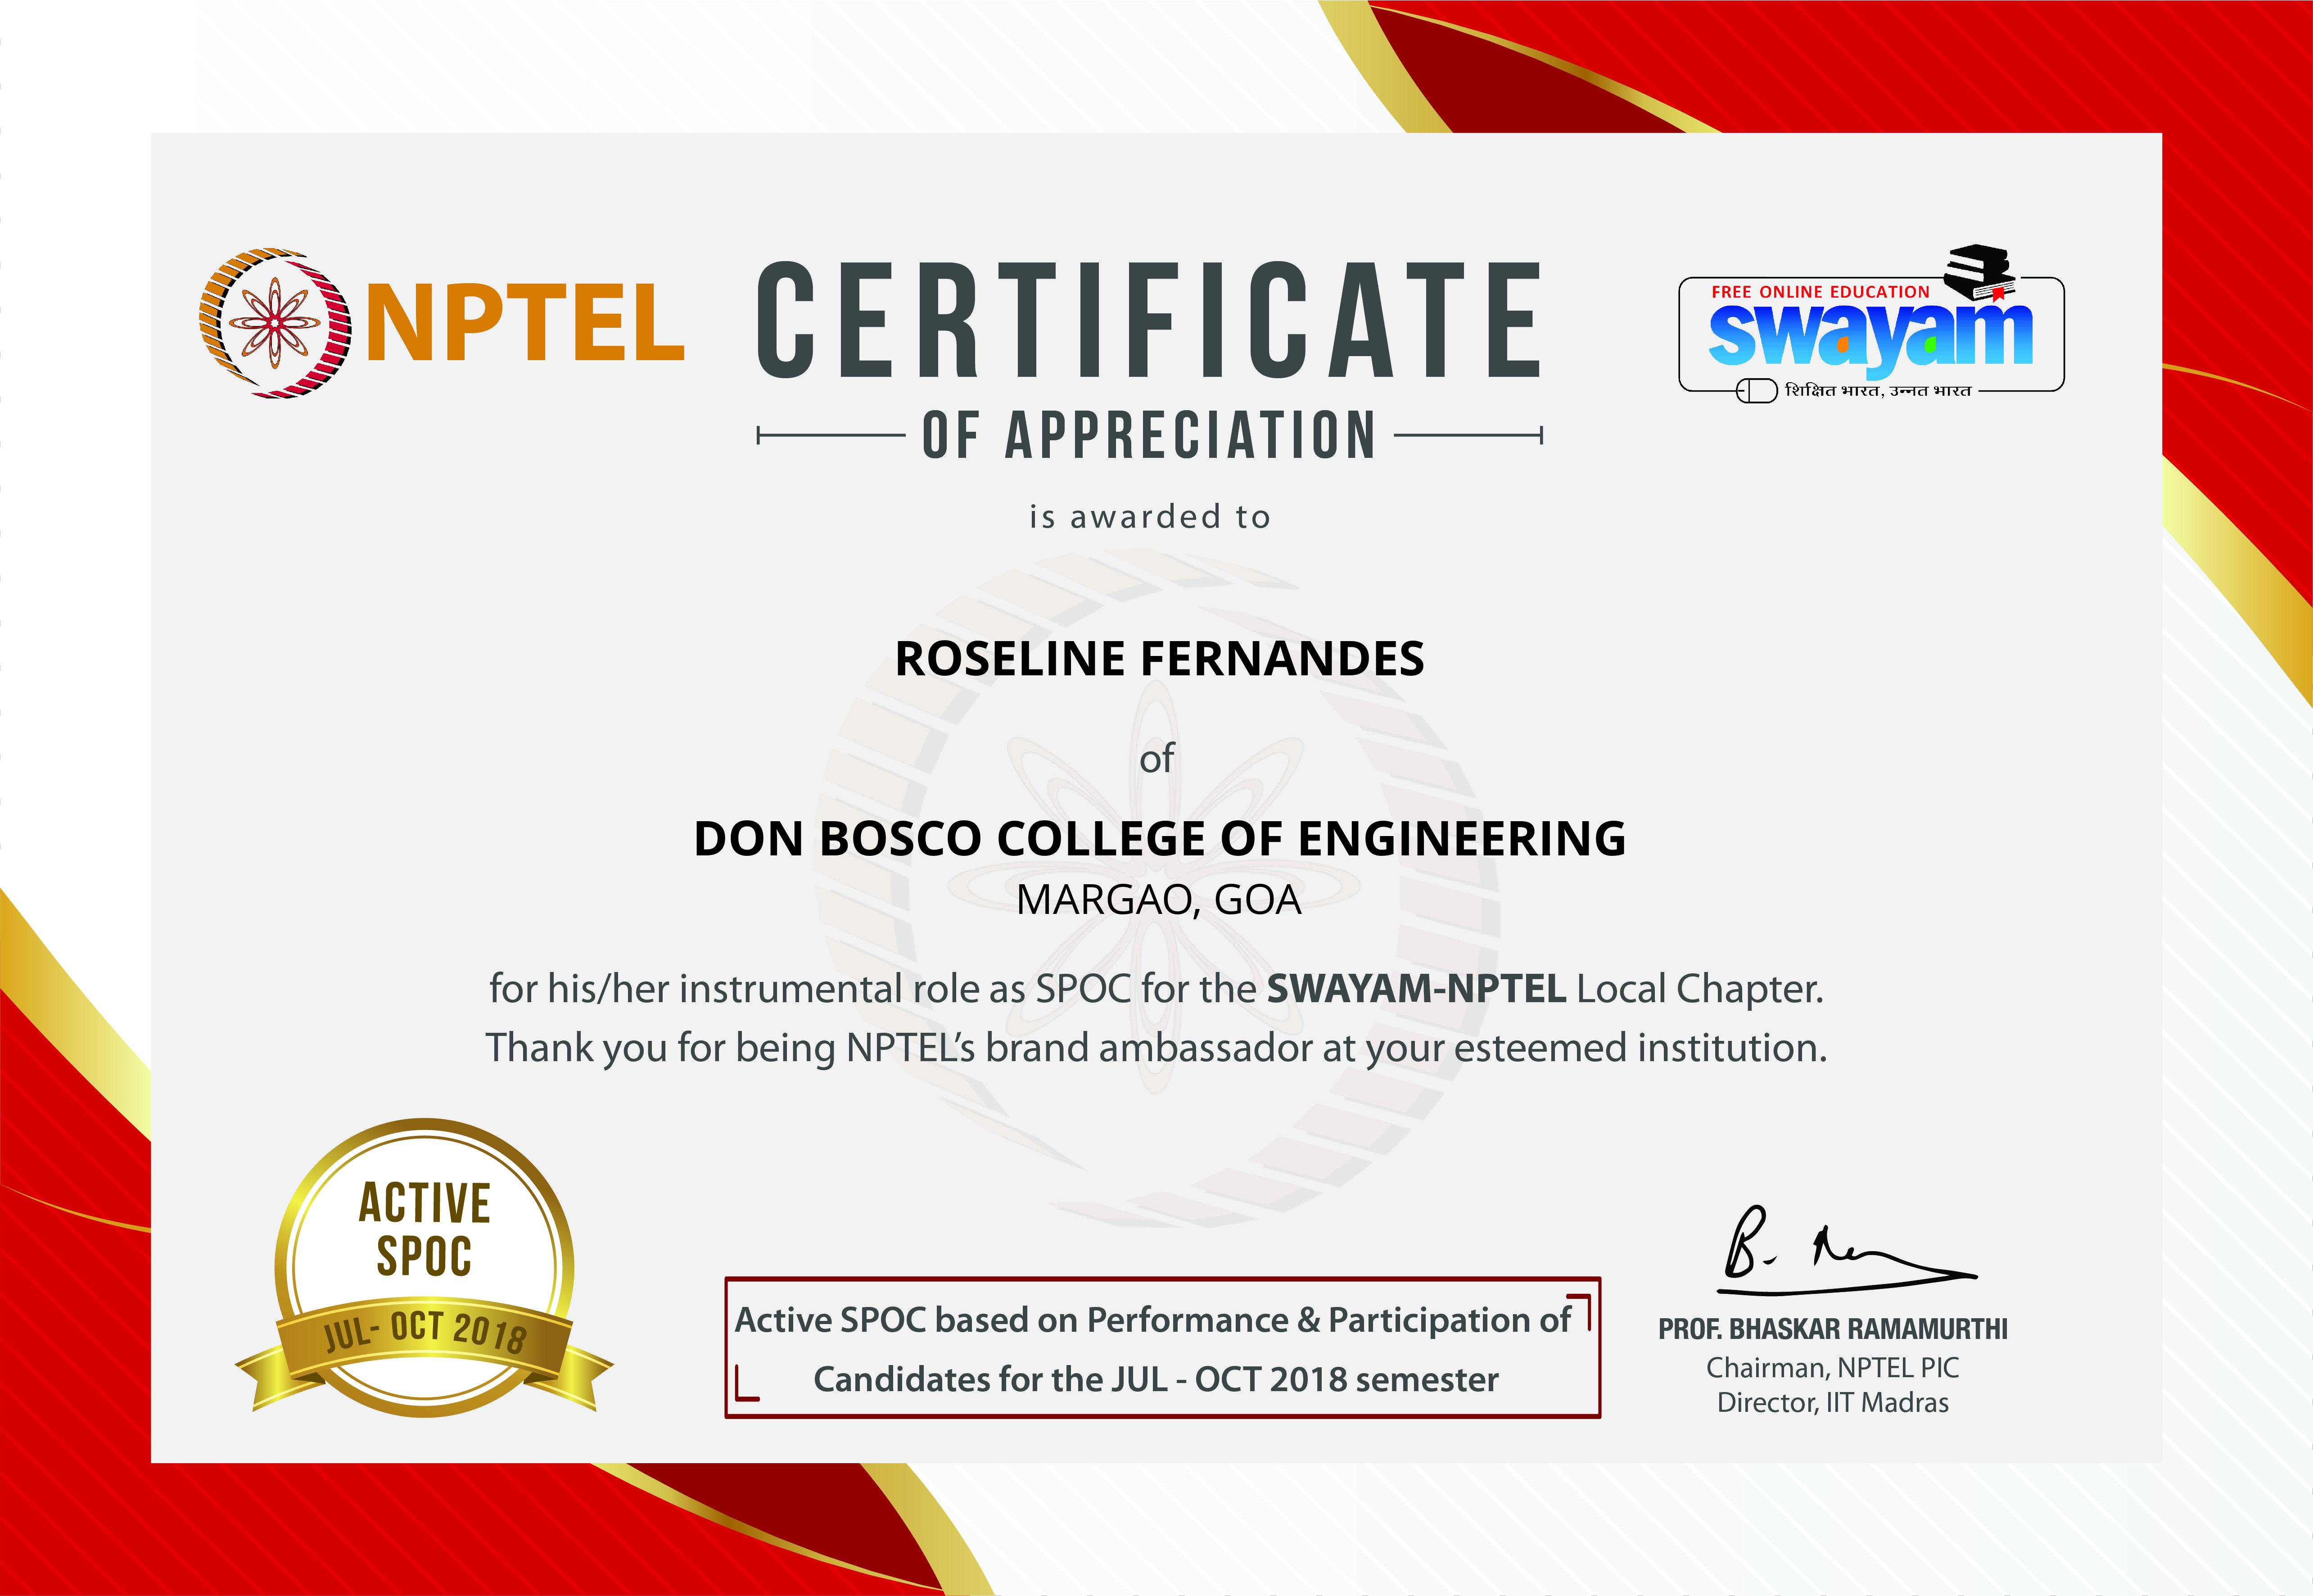 NPTEL
CERTIFICATE
OF APPRECIATION
FREE ONLINE EDUCATION
swayam
शिक्षित भारत, उन्नत भारत
is awarded to
ROSELINE FERNANDES
of
DON BOSCO COLLEGE OF ENGINEERING
MARGAO, GOA
for his/her instrumental role as SPOC for the SWAYAM-NPTEL Local Chapter.
Thank you for being NPTEL’s brand ambassador at your esteemed institution.
ACTIVE
SPOC
JUL- OCT 2018
Active SPOC based on Performance & Participation of
Candidates for the JUL - OCT 2018 semester
PROF. BHASKAR RAMAMURTHI
Chairman, NPTEL PIC
Director, IIT Madras